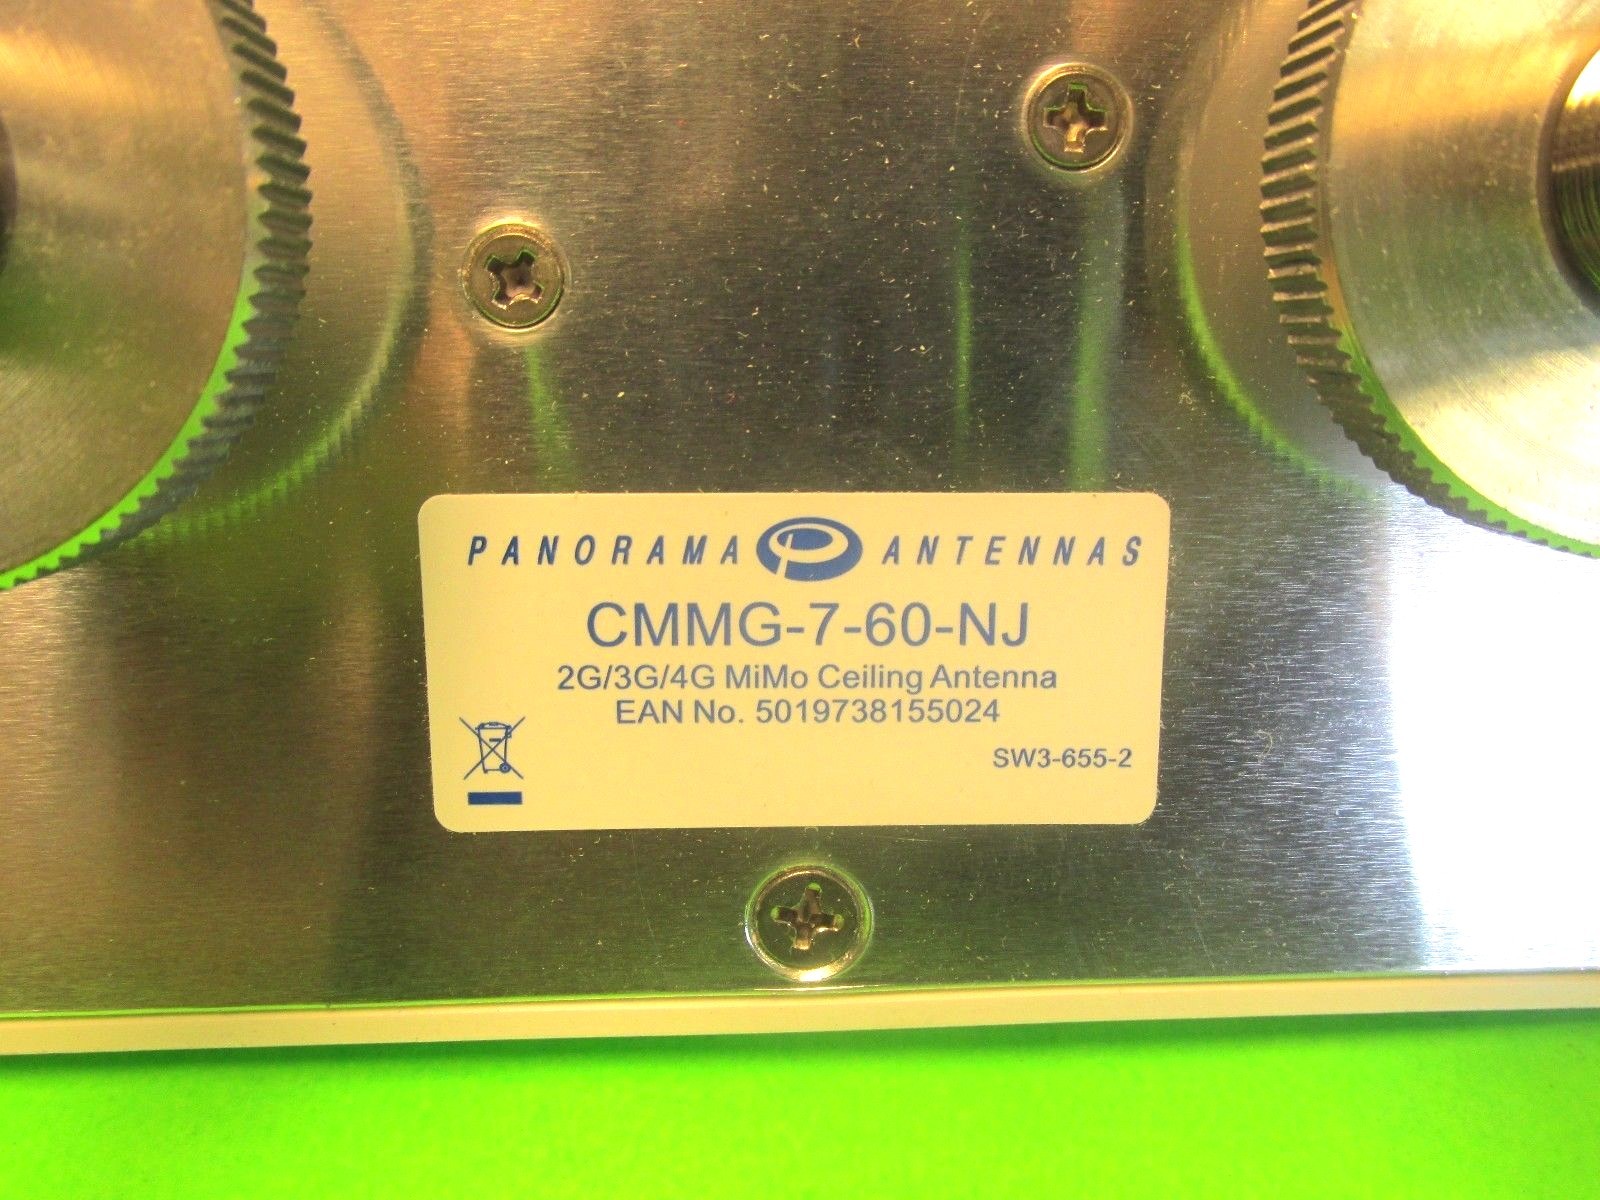 PANORAMA ANTENNAS
CMMG-7-60-NJ
2G/3G/4G MiMo Ceiling Antenna
EAN No. 5019738155024
SW3-655-2